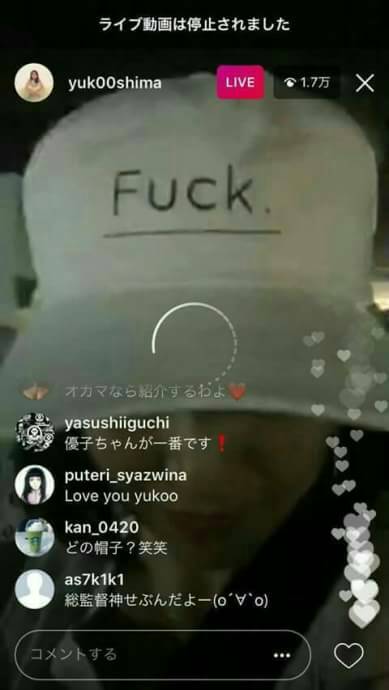 ライブ動画は停止されました
yuk00shima
LIVE
1.7万
Fuck.
オカマなら紹介するわよ❤️
yasushiiguchi
優子ちゃんが一番です❗
puteri_syazwina
Love you yukoo
kan_0420
どの帽子？笑笑
as7k1k1
総監督神せぶんだよー(o´∀`o)
コメントする